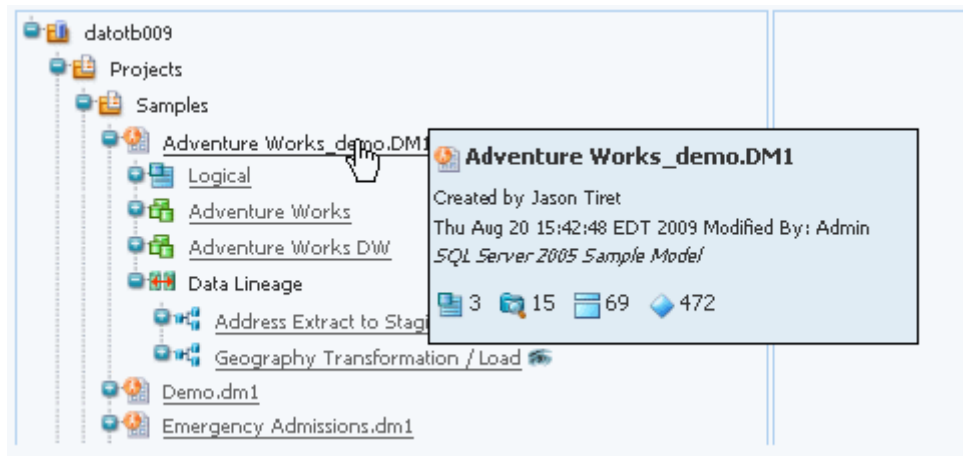 datotb009
Projects
Samples
Adventure Works_demo.DM1
Logical
Adventure Works
Adventure Works DW
Data Lineage
Address Extract to Stagi
Geography Transformation / Load
Demo.dm1
Emergency Admissions.dm1
Adventure Works_demo.DM1
Created by Jason Tiret
Thu Aug 20 15:42:48 EDT 2009 Modified By: Admin
SQL Server 2005 Sample Model
3 15 69 472